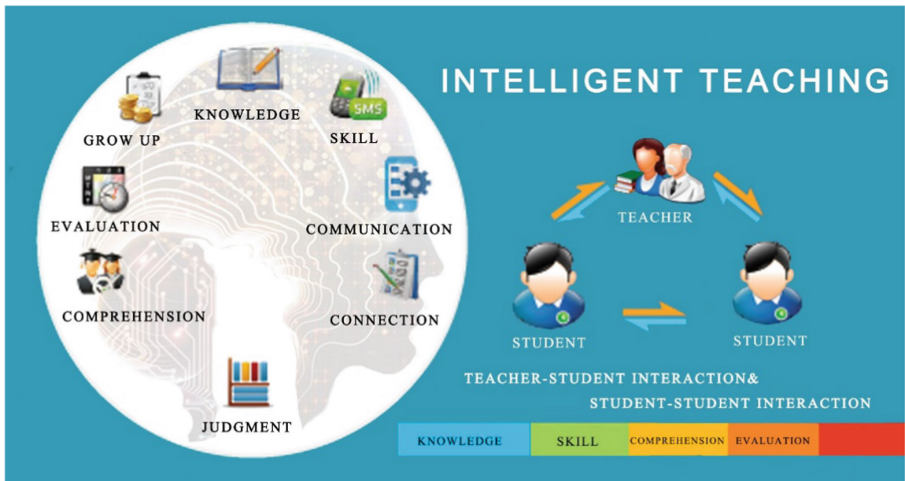 INTELLIGENT TEACHING
KNOWLEDGE
SMS
GROW UP
SKILL
EVALUATION
COMMUNICATION
COMPREHENSION
CONNECTION
JUDGMENT
TEACHER
STUDENT
STUDENT
TEACHER-STUDENT INTERACTION&
STUDENT-STUDENT INTERACTION
KNOWLEDGE SKILL COMPREHENSION EVALUATION